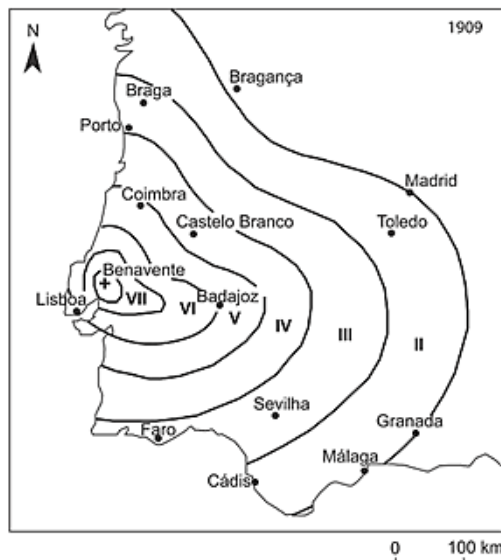 1909
N
Bragança
Braga
Porto
Madrid
Coimbra
Toledo
Castelo Branco
Benavente
Lisboa
VII
VI
Badajoz
V
IV
III
II
Sevilha
Granada
Faro
Málaga
Cádis
0 100 km